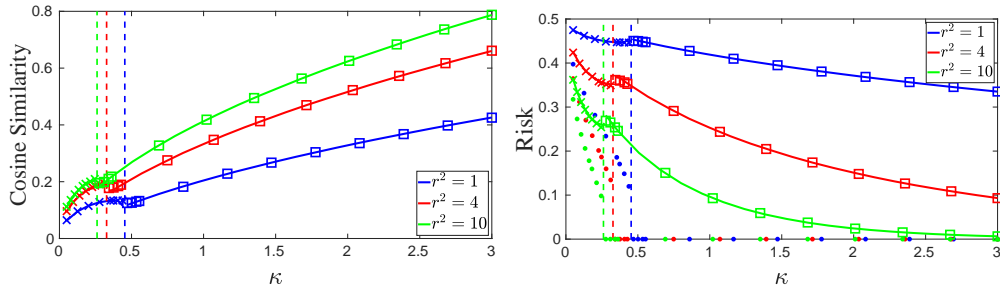 Cosine Similarity
0.8
0.6
0.4
0.2
0
0 0.5 1 1.5 2 2.5 3
κ
r² = 1
r² = 4
r² = 10
Risk
0.5
0.4
0.3
0.2
0.1
0
0 0.5 1 1.5 2 2.5 3
κ
r² = 1
r² = 4
r² = 10